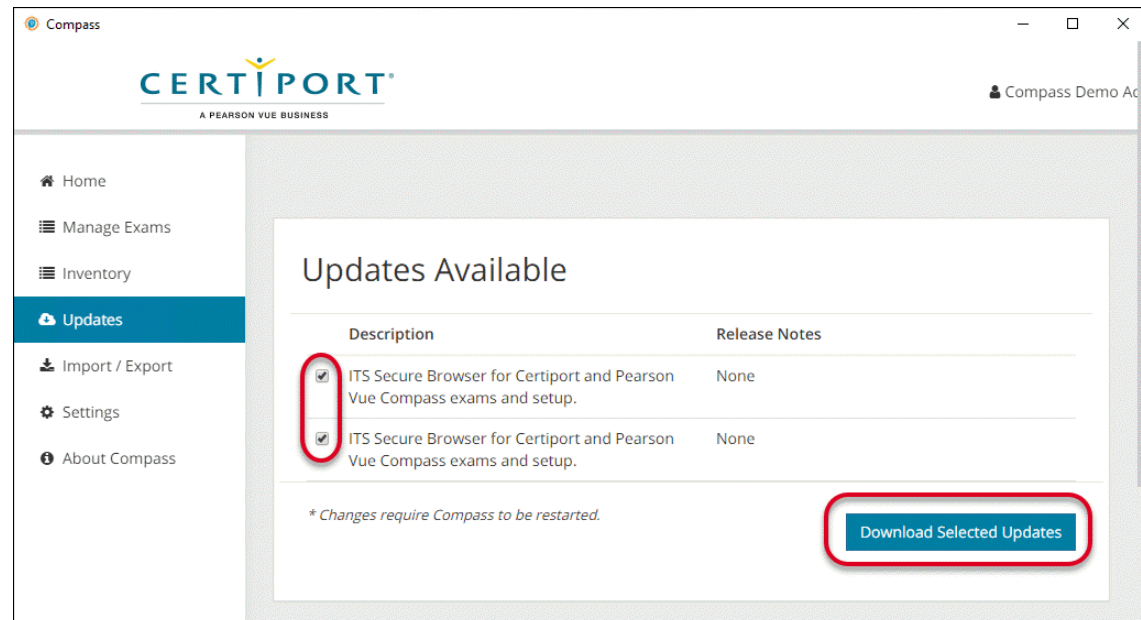 Compass
CERTIPORT
A PEARSON VUE BUSINESS
Compass Demo Ad
Home
Manage Exams
Inventory
Updates
Import / Export
Settings
About Compass
Updates Available
Description Release Notes
ITS Secure Browser for Certiport and Pearson None
Vue Compass exams and setup.
ITS Secure Browser for Certiport and Pearson None
Vue Compass exams and setup.
* Changes require Compass to be restarted.
Download Selected Updates